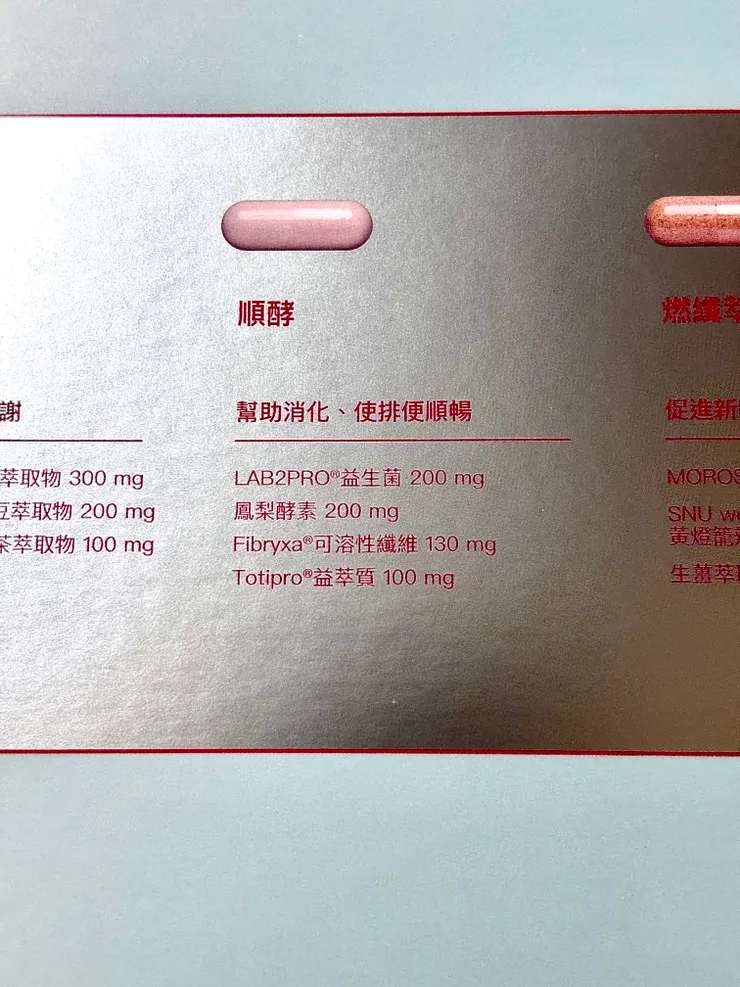 謝
萃取物 300 mg
豆萃取物 200 mg
茶萃取物 100 mg
順酵
幫助消化、使排便順暢
LAB2PRO®益生菌 200 mg
鳳梨酵素 200 mg
Fibryxa®可溶性纖維 130 mg
Totipro®益萃質 100 mg
燃纖萃
促進新
MOROS
SNU w
黃燈籠
生薑萃